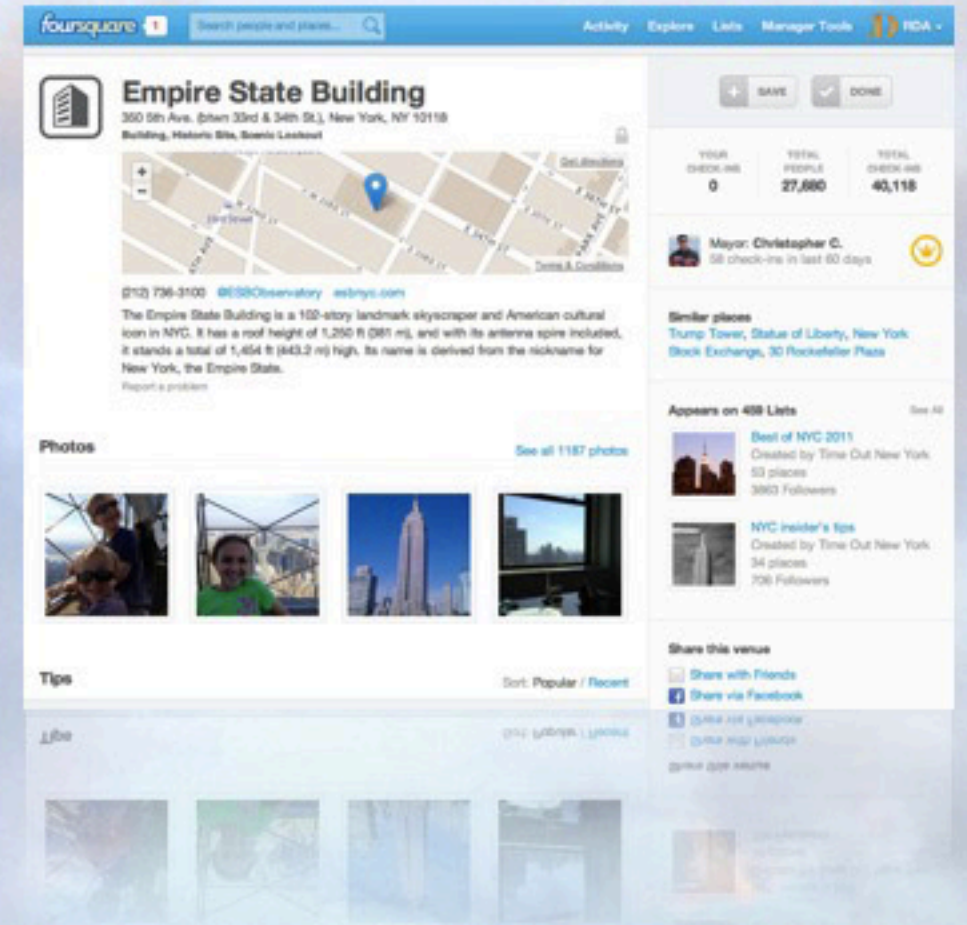 foursquare 1 Search people and places... Activity Explore Lists Manager Tools RDA
Empire State Building
350 5th Ave. (btwn 33rd & 34th St.), New York, NY 10118
Building, Historic Site, Scenic Lookout
+
-
Get directions
W 33RD ST
33rd Street
E 34TH ST
PARK AVE
Terms & Conditions
(212) 736-3100 @ESBObservatory esbnyc.com
The Empire State Building is a 102-story landmark skyscraper and American cultural
icon in NYC. It has a roof height of 1,250 ft (381 m), and with its antenna spire included,
it stands a total of 1,454 ft (443.2 m) high. Its name is derived from the nickname for
New York, the Empire State.
Report a problem
Photos See all 1187 photos
Tips Sort: Popular / Recent
+ SAVE DONE
YOUR CHECK-INS TOTAL PEOPLE TOTAL CHECK-INS
0 27,680 40,118
Mayor: Christopher C.
58 check-ins in last 60 days
Similar places
Trump Tower, Statue of Liberty, New York
Stock Exchange, 30 Rockefeller Plaza
Appears on 459 Lists See All
Best of NYC 2011
Created by Time Out New York
53 places
3863 Followers
NYC insider's tips
Created by Time Out New York
34 places
706 Followers
Share this venue
Share with Friends
Share via Facebook